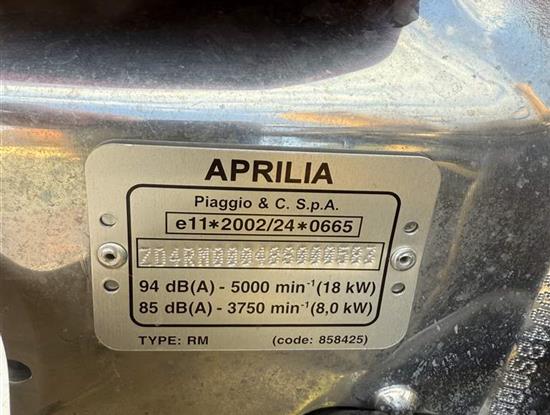 APRILIA
Piaggio & C. S.p.A.
e11*2002/24*0665
ZD4RM000488000503
94 dB(A) - 5000 min⁻¹(18 kW)
85 dB(A) - 3750 min⁻¹(8,0 kW)
TYPE: RM (code: 858425)